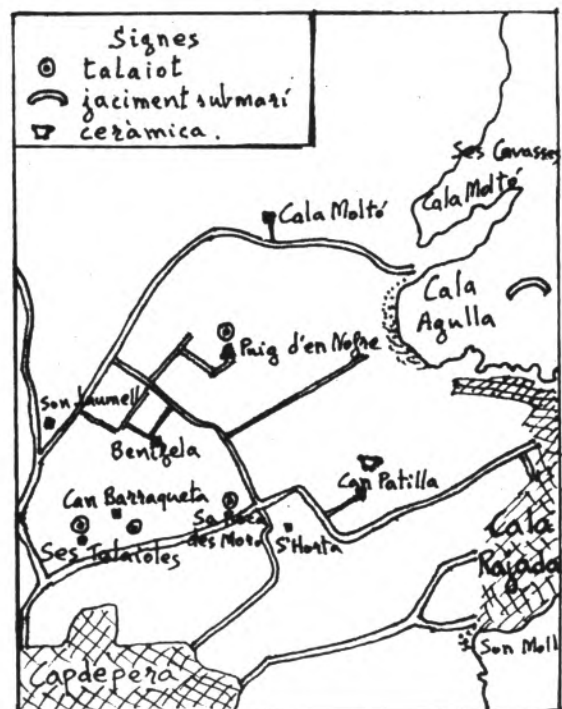 Signes
talaiot
jaciment submarí
ceràmica.
Ses Covasses
Cala Moltó
Cala Moltó
Cala
Agulla
Puig d'en Nofre
Son Jaumell
Benizela
Can Patilla
Can Barraqueta
Sa Roca
des Moro
S'Horta
Ses Talaioles
Cala
Rajada
Son Moll
Capdepera